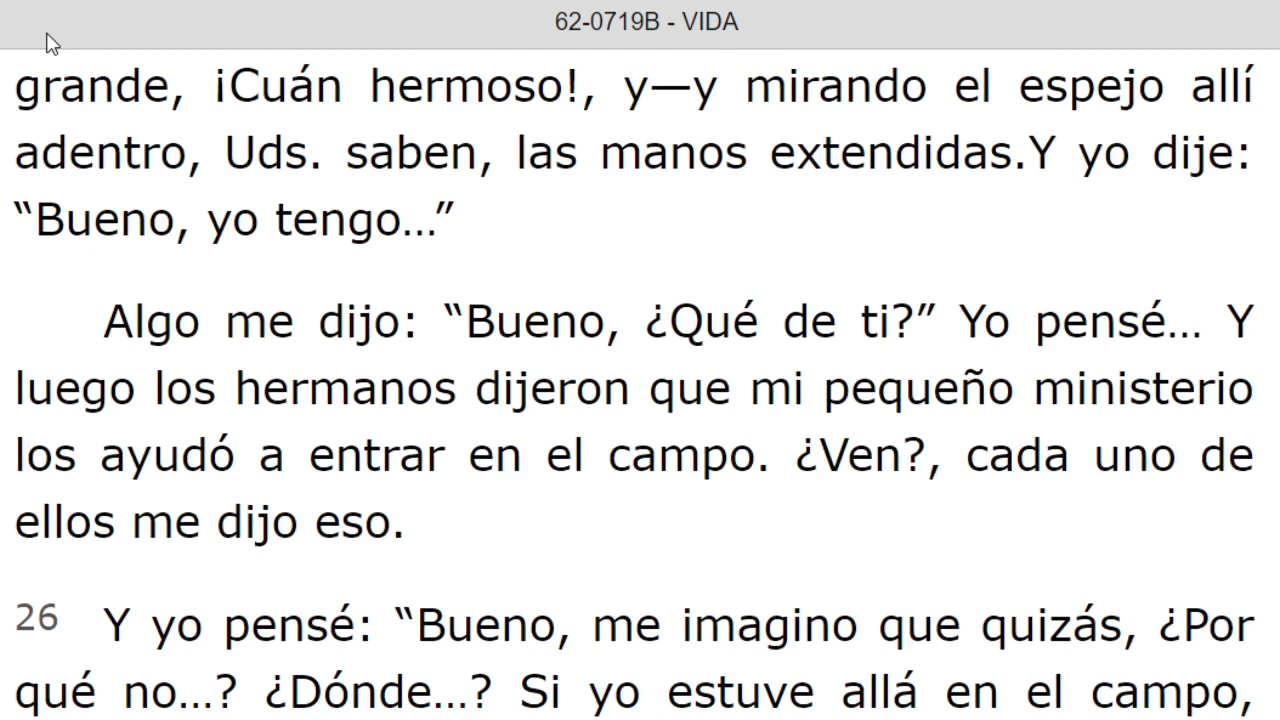 62-0719B - VIDA
grande, ¡Cuán hermoso!, y—y mirando el espejo allí
adentro, Uds. saben, las manos extendidas.Y yo dije:
“Bueno, yo tengo…”
Algo me dijo: “Bueno, ¿Qué de ti?” Yo pensé… Y
luego los hermanos dijeron que mi pequeño ministerio
los ayudó a entrar en el campo. ¿Ven?, cada uno de
ellos me dijo eso.
26 Y yo pensé: “Bueno, me imagino que quizás, ¿Por
qué no…? ¿Dónde…? Si yo estuve allá en el campo,